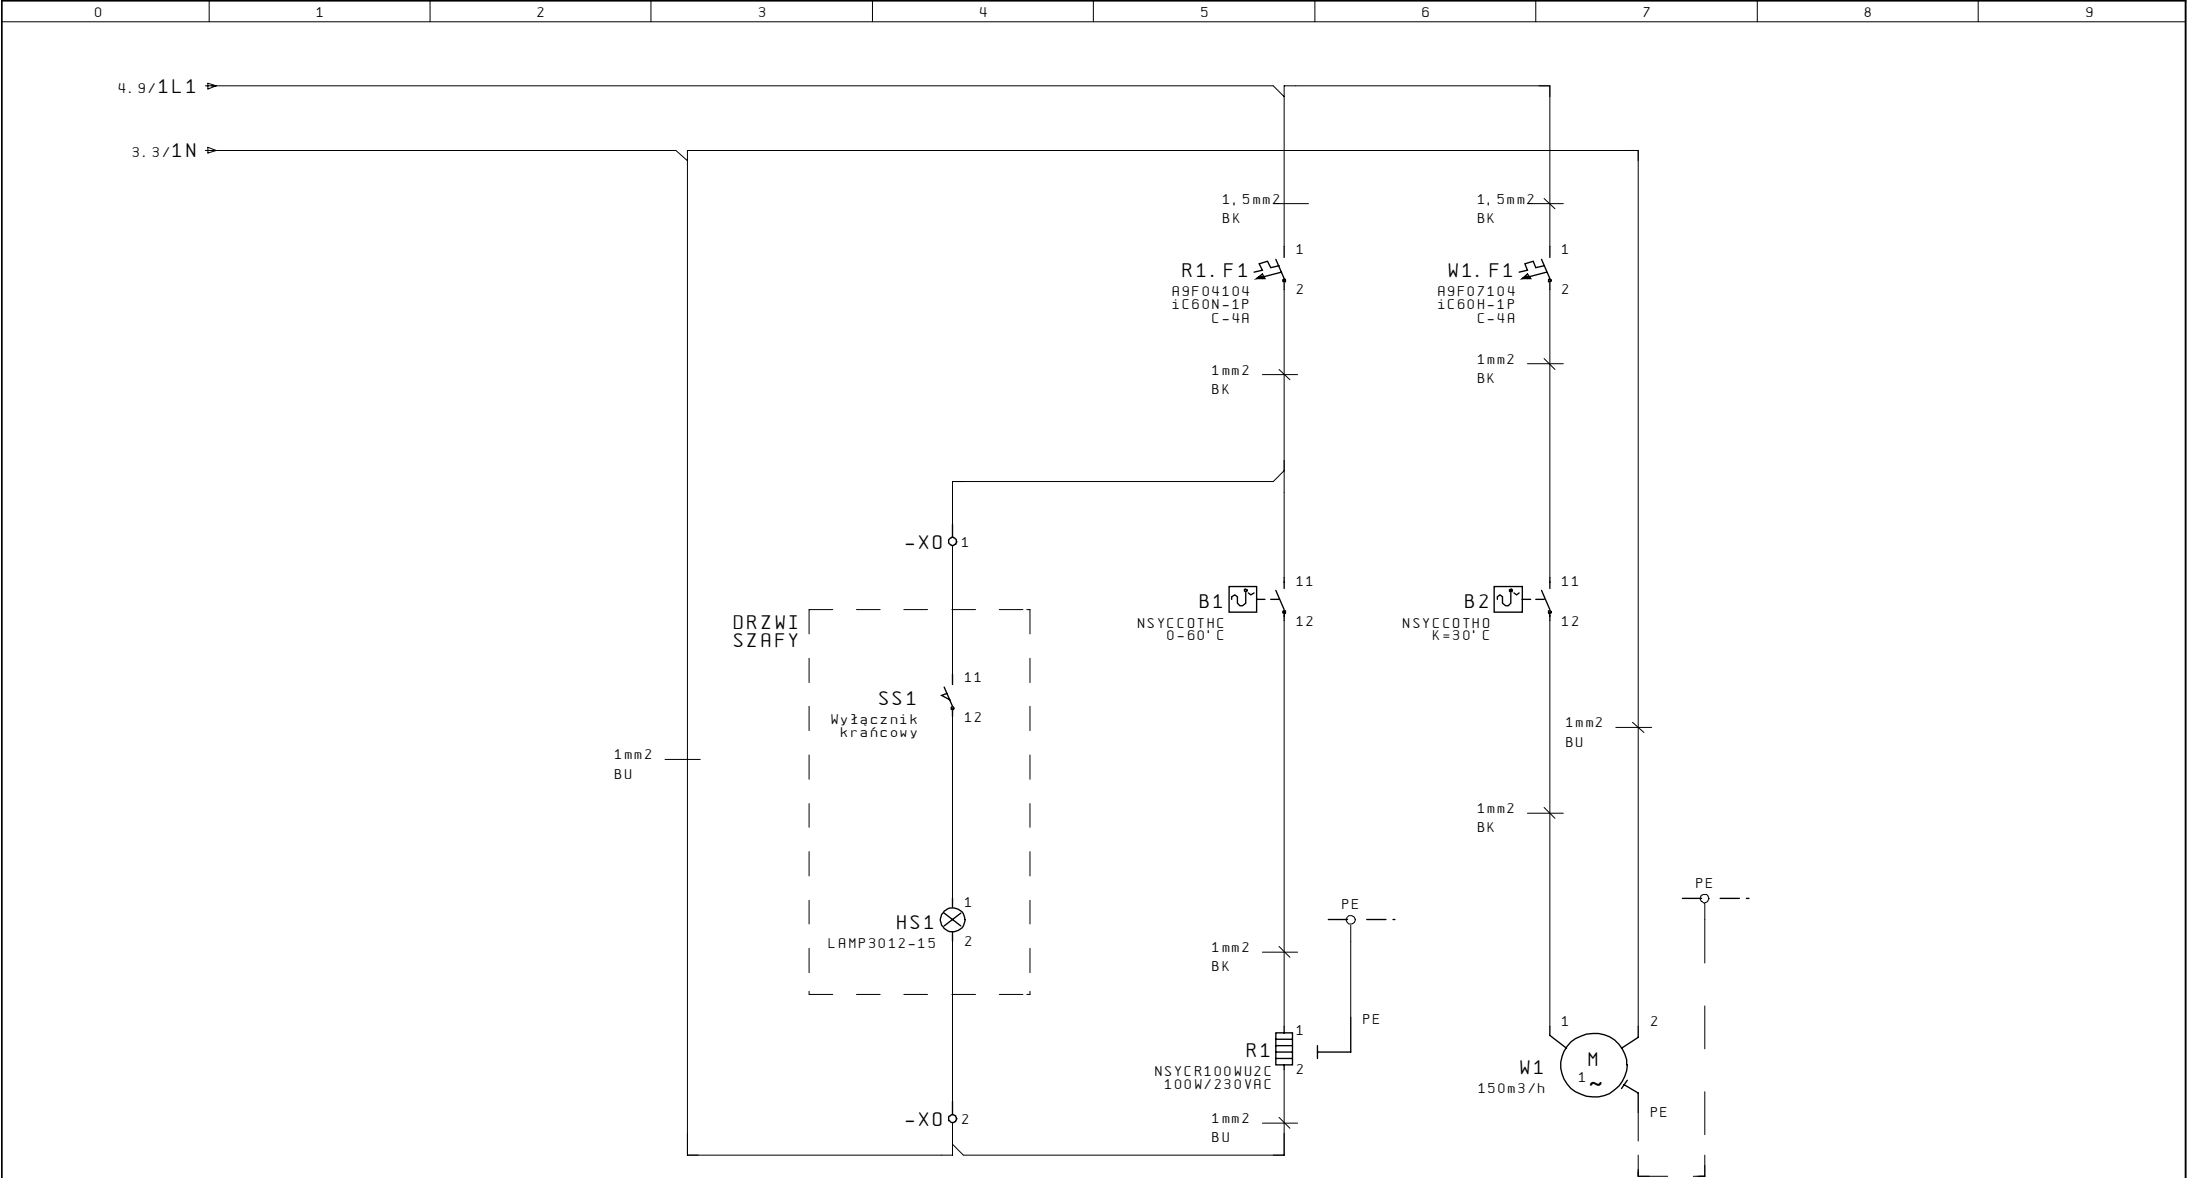 0 1 2 3 4 5 6 7 8 9
4.9/1L1
3.3/1N
1,5mm2
BK
1,5mm2
BK
1
R1.F1
A9F04104
iC60N-1P
C-4A
2
1
W1.F1
A9F07104
iC60H-1P
C-4A
2
1mm2
BK
1mm2
BK
-X0 1
DRZWI
SZAFY
11
B1
NSYCCOTHC
0-60'C
12
11
B2
NSYCCOTHO
K=30'C
12
11
SS1
Wyłącznik
krańcowy
12
1mm2
BU
1mm2
BU
1mm2
BK
1
HS1
LAMP3012-15
2
PE
PE
1mm2
BK
PE
1
R1
NSYCR100WU2C
100W/230VAC
2
1 2
M
1~
W1
150m3/h
PE
-X0 2
1mm2
BU